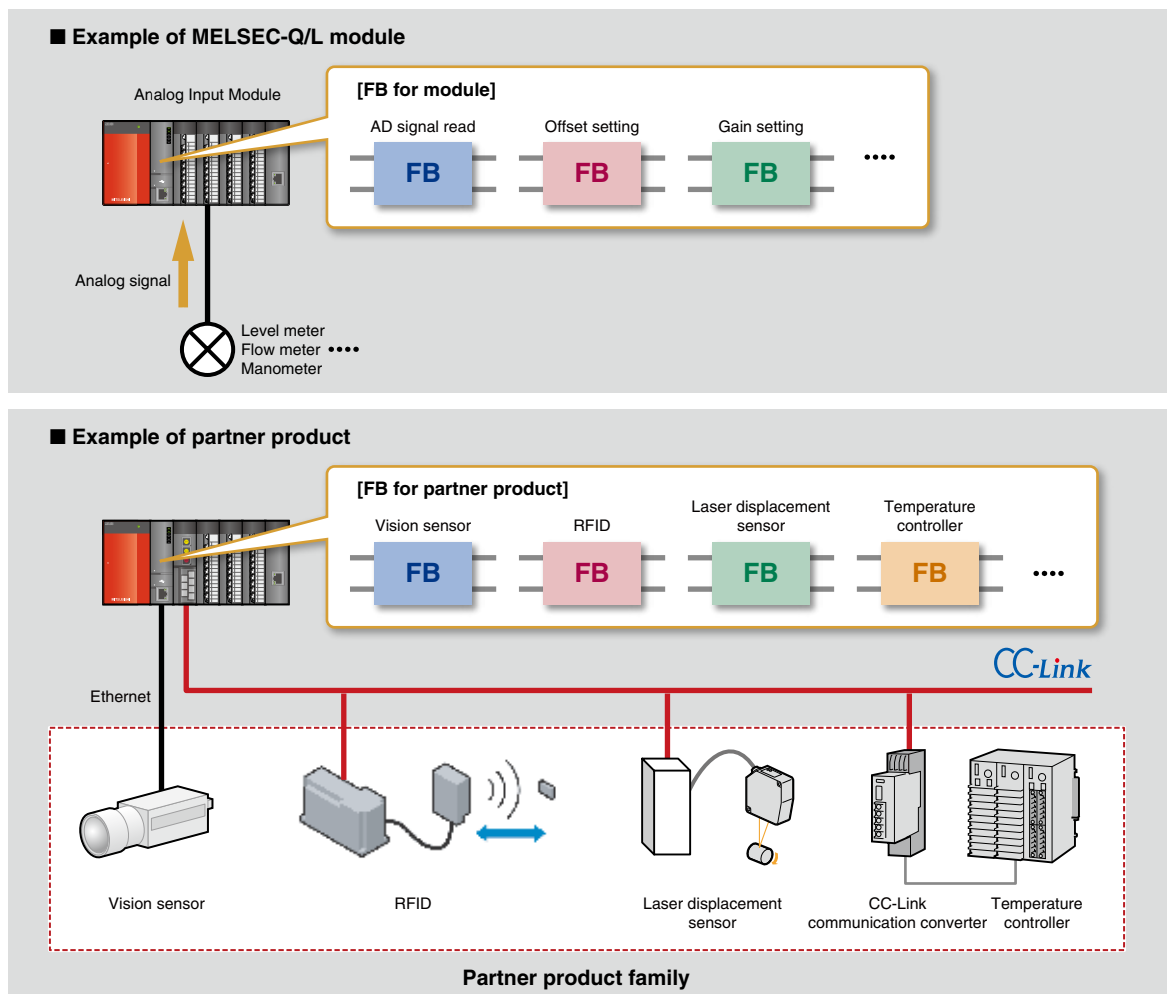 ■ Example of MELSEC-Q/L module
Analog Input Module
[FB for module]
AD signal read
Offset setting
Gain setting
FB
FB
FB
••••
Analog signal
Level meter
Flow meter ••••
Manometer
■ Example of partner product
[FB for partner product]
Vision sensor
RFID
Laser displacement
sensor
Temperature
controller
FB
FB
FB
FB
••••
CC-Link
Ethernet
Vision sensor
RFID
Laser displacement
sensor
CC-Link
communication converter
Temperature
controller
Partner product family